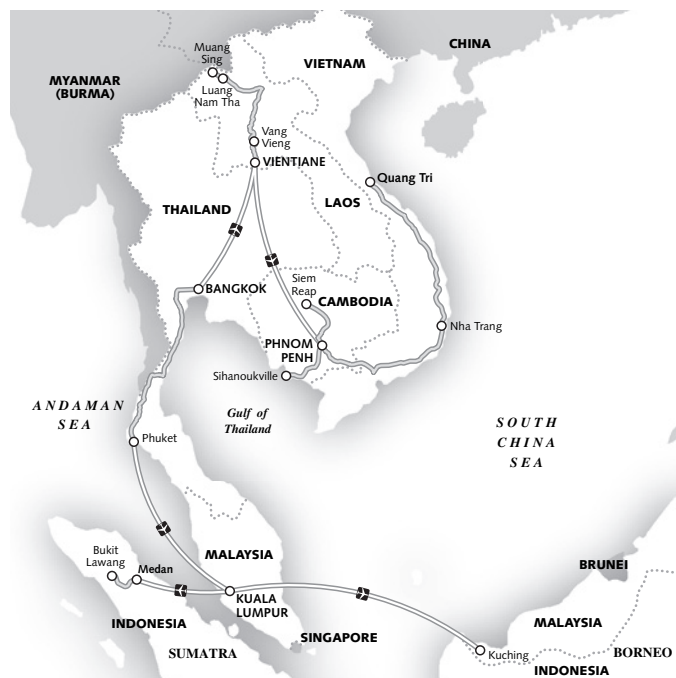 CHINA
Muang
Sing
VIETNAM
MYANMAR
(BURMA)
Luang
Nam Tha
Vang
Vieng
VIENTIANE
Quang Tri
THAILAND
LAOS
Siem
Reap
BANGKOK
CAMBODIA
Nha Trang
PHNOM
PENH
Sihanoukville
ANDAMAN
SEA
Gulf of
Thailand
SOUTH
CHINA
SEA
Phuket
MALAYSIA
Bukit
Lawang
Medan
BRUNEI
KUALA
LUMPUR
INDONESIA
SINGAPORE
MALAYSIA
SUMATRA
Kuching
BORNEO
INDONESIA